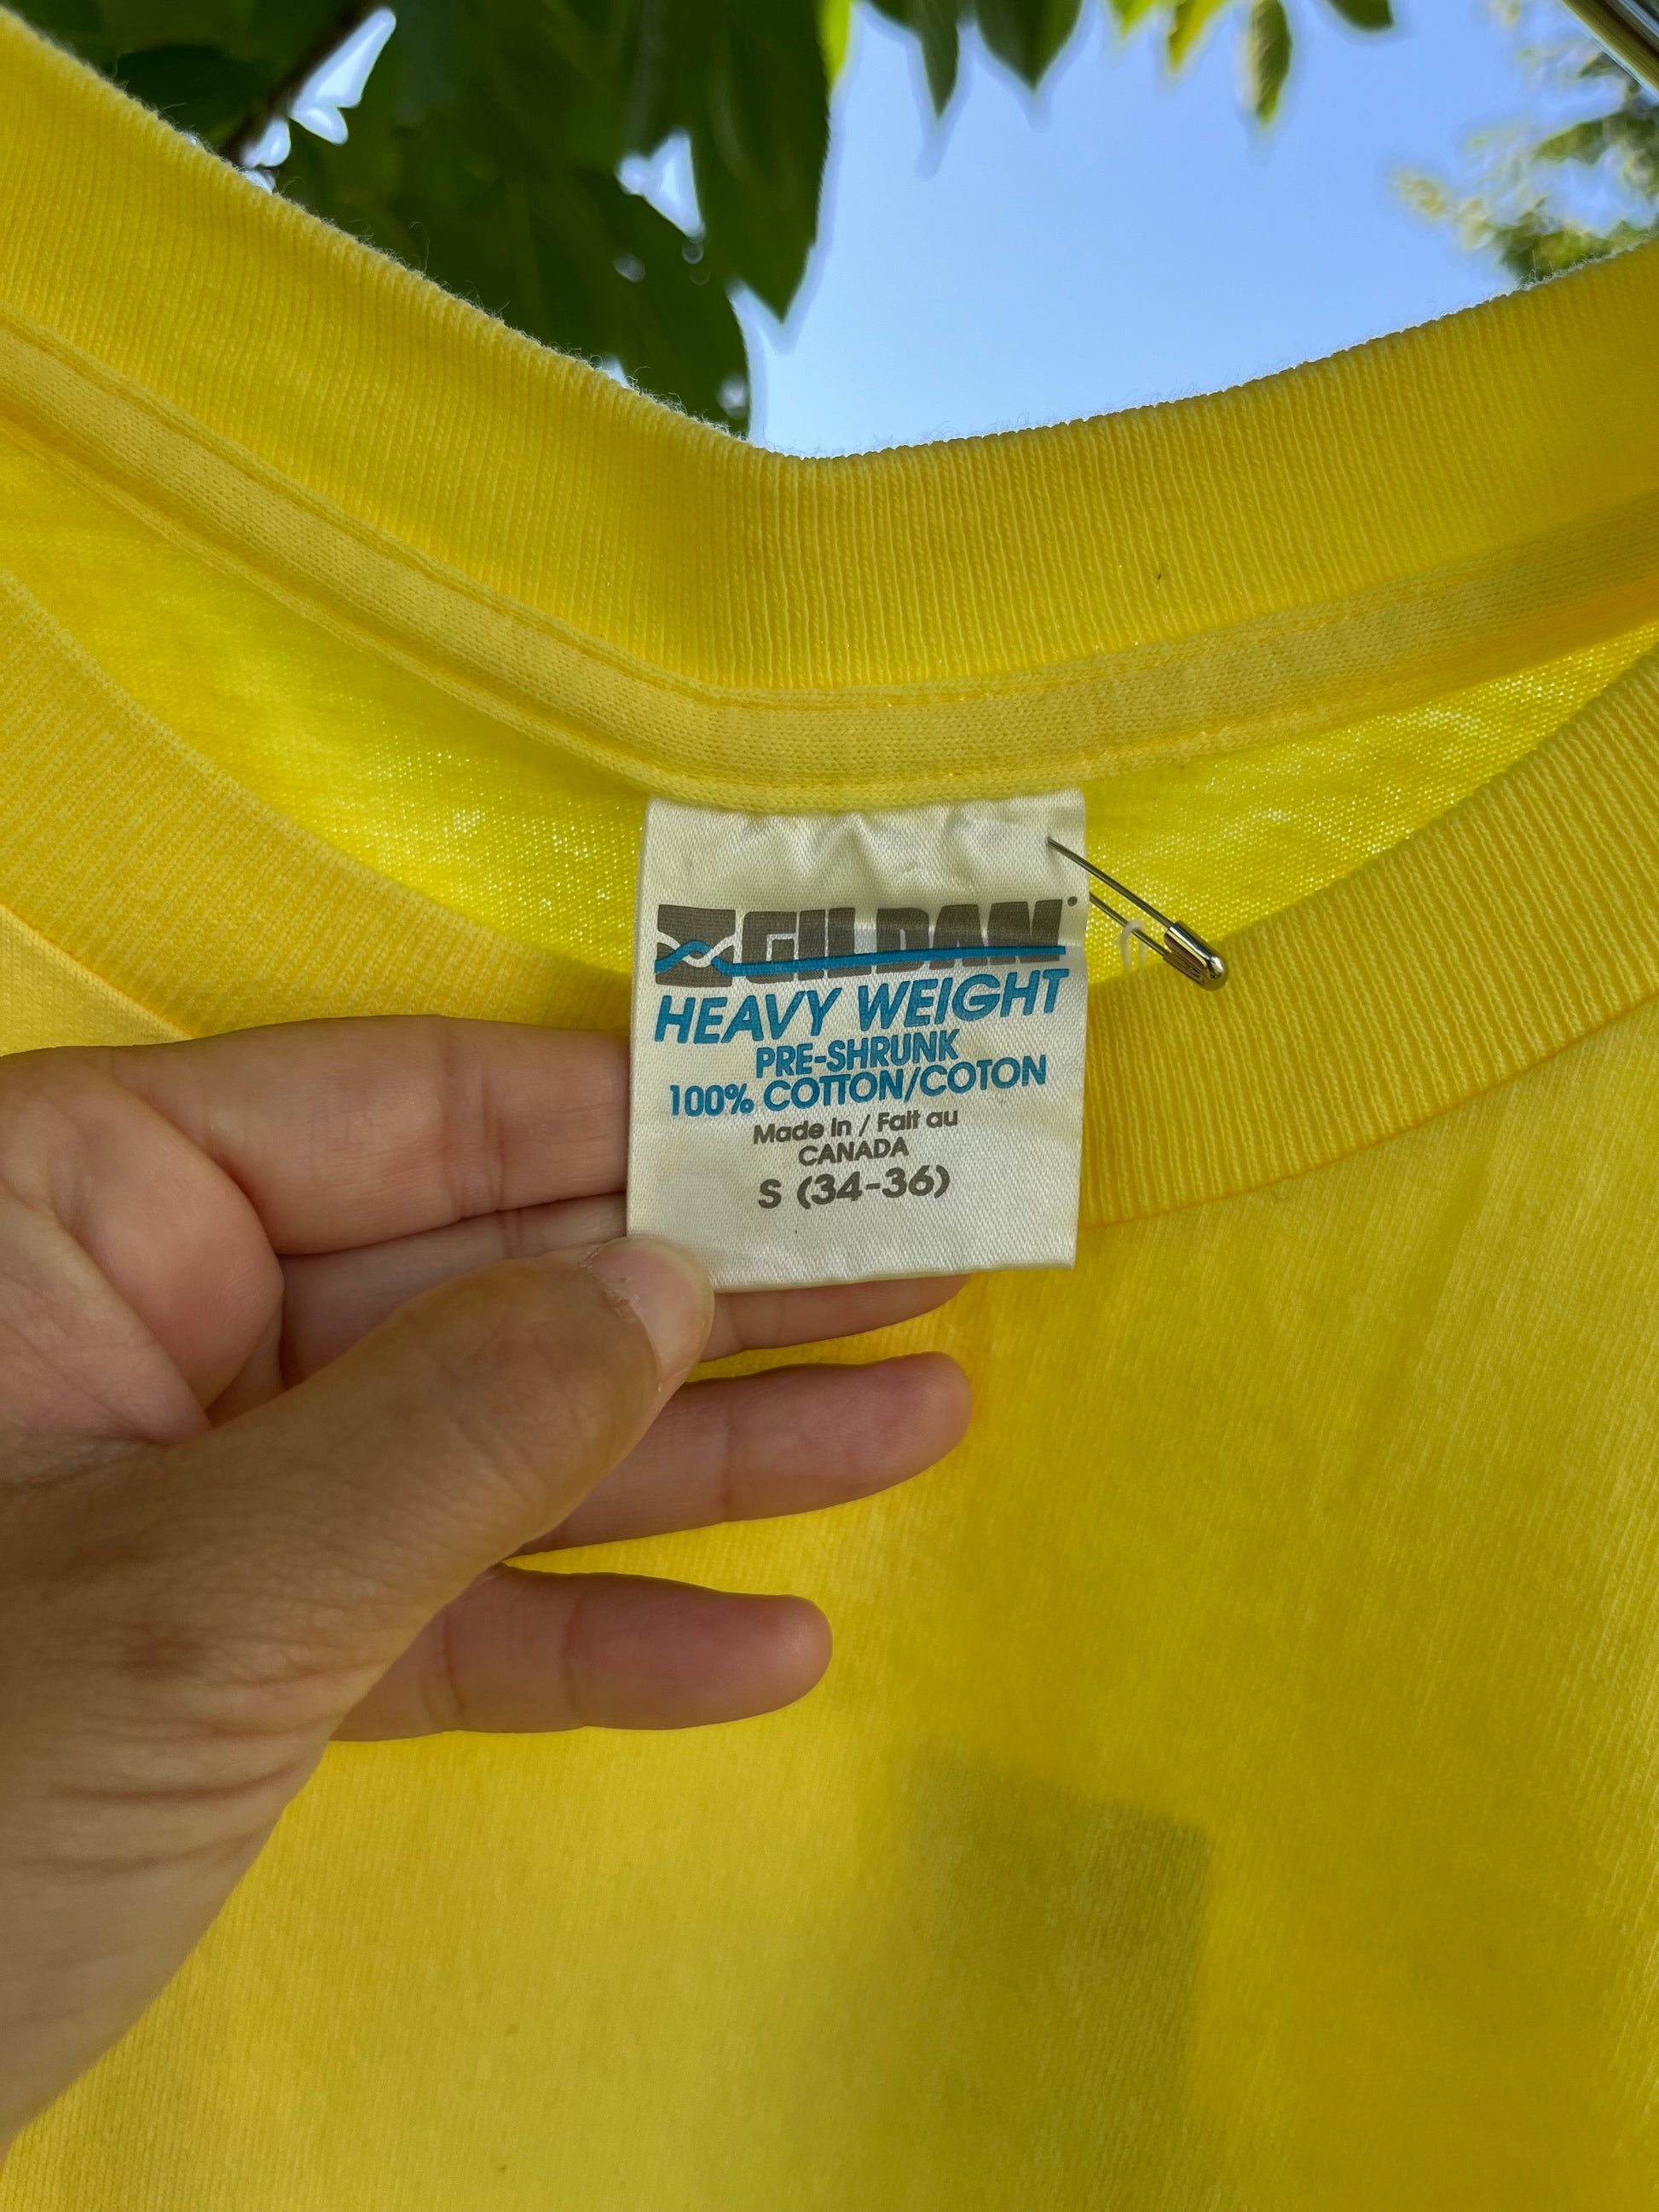 GILDAN
HEAVY WEIGHT
PRE-SHRUNK
100% COTTON/COTON
Made in / Fait au
CANADA
S (34-36)